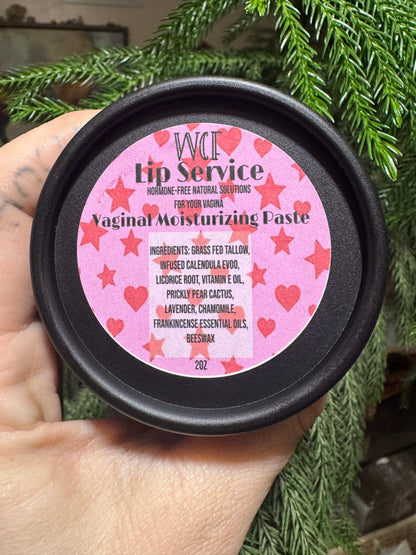 WCF
Lip Service
HORMONE-FREE NATURAL SOLUTIONS
FOR YOUR VAGINA
Vaginal Moisturizing Paste
INGREDIENTS: GRASS FED TALLOW,
INFUSED CALENDULA EVOO,
LICORICE ROOT, VITAMIN E OIL,
PRICKLY PEAR CACTUS,
LAVENDER, CHAMOMILE,
FRANKINCENSE ESSENTIAL OILS,
BEESWAX
2OZ